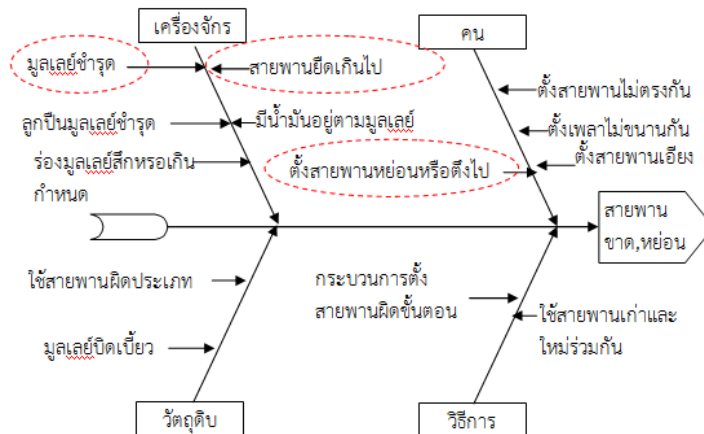 เครื่องจักร
คน
มูลเลย์ชำรุด
สายพานยืดเกินไป
ตั้งสายพานไม่ตรงกัน
ลูกปืนมูลเลย์ชำรุด
มีน้ำมันอยู่ตามมูลเลย์
ตั้งเพลาไม่ขนานกัน
ร่องมูลเลย์สึกหรอเกิน
กำหนด
ตั้งสายพานหย่อนหรือตึงไป
ตั้งสายพานเอียง
สายพาน
ขาด,หย่อน
ใช้สายพานผิดประเภท
กระบวนการตั้ง
สายพานผิดขั้นตอน
ใช้สายพานเก่าและ
ใหม่ร่วมกัน
มูลเลย์บิดเบี้ยว
วัตถุดิบ
วิธีการ